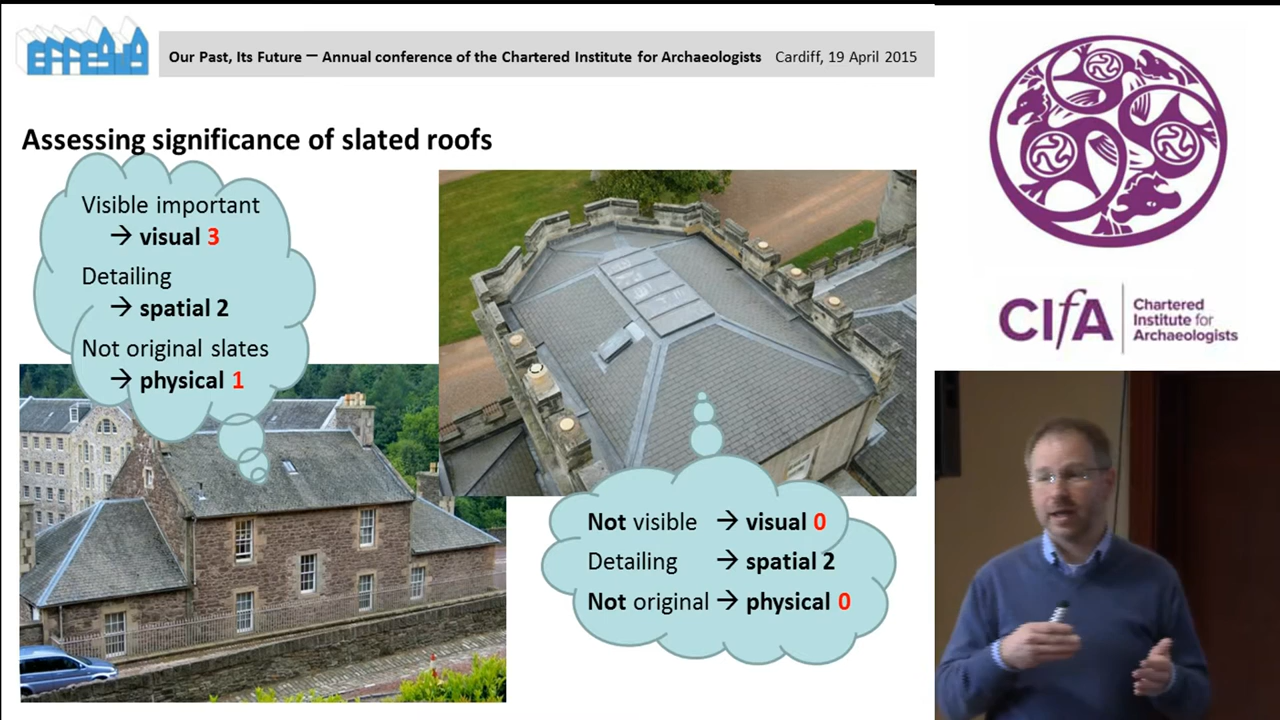 EFFESUS
Our Past, Its Future — Annual conference of the Chartered Institute for Archaeologists Cardiff, 19 April 2015
Assessing significance of slated roofs
Visible important
→ visual 3
Detailing
→ spatial 2
Not original slates
→ physical 1
Not visible → visual 0
Detailing → spatial 2
Not original → physical 0
CIfA
Chartered
Institute for
Archaeologists